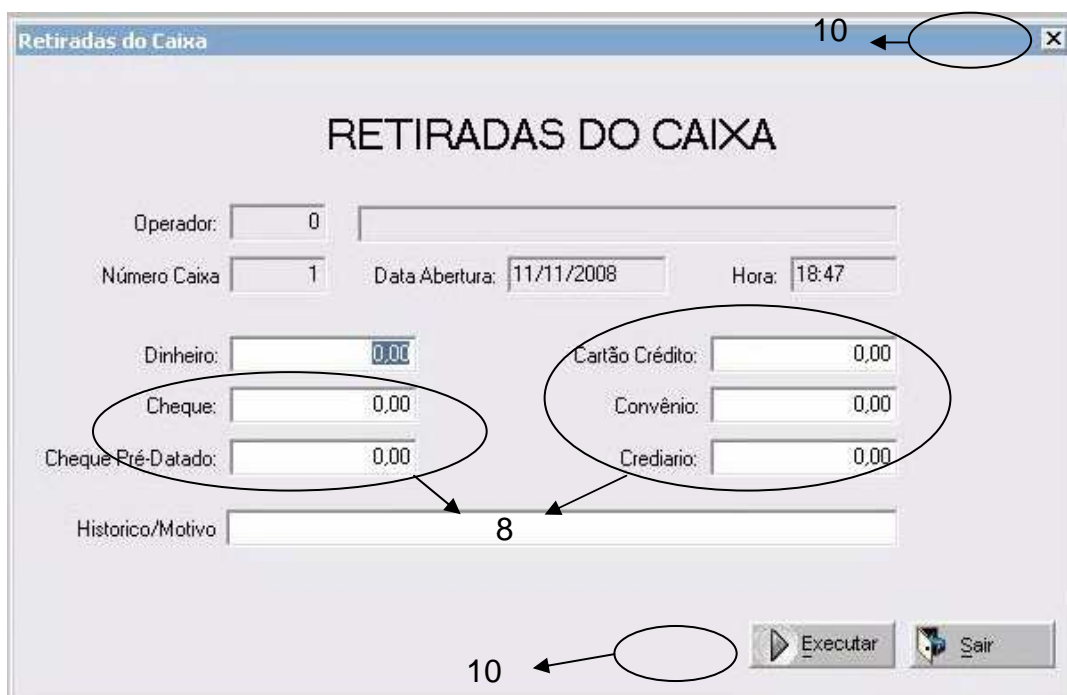 Retiradas do Caixa 10
RETIRADAS DO CAIXA
Operador: 0
Número Caixa 1 Data Abertura: 11/11/2008 Hora: 18:47
Dinheiro: 0,00 Cartão Crédito: 0,00
Cheque: 0,00 Convênio: 0,00
Cheque Pré-Datado: 0,00 Crediario: 0,00
Historico/Motivo 8
Executar Sair
10